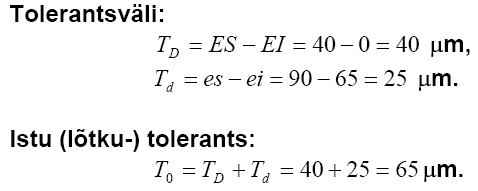 Tolerantsväli:
T_D = ES − EI = 40 − 0 = 40 μm,
T_d = es − ei = 90 − 65 = 25 μm.
Istu (lõtku-) tolerants:
T_0 = T_D + T_d = 40 + 25 = 65 μm.